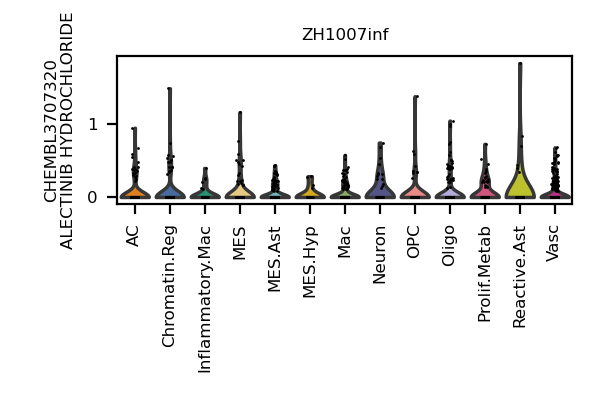 ZH1007inf
CHEMBL3707320
ALECTINIB HYDROCHLORIDE
1
0
AC
Chromatin.Reg
Inflammatory.Mac
MES
MES.Ast
MES.Hyp
Mac
Neuron
OPC
Oligo
Prolif.Metab
Reactive.Ast
Vasc